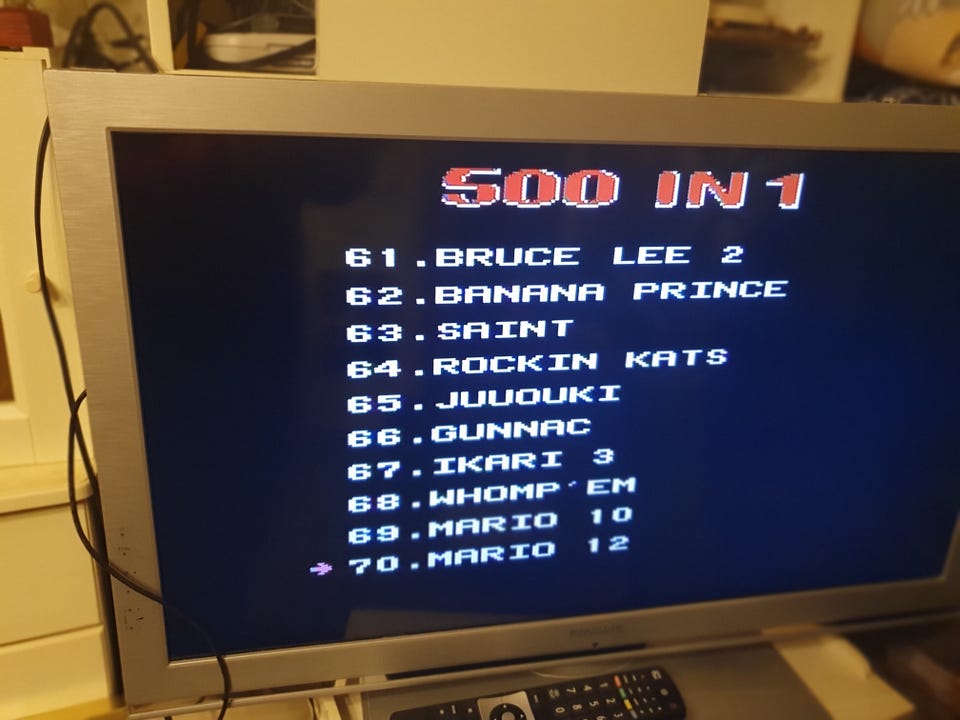 500 IN 1
61.BRUCE LEE 2
62.BANANA PRINCE
63.SAINT
64.ROCKIN KATS
65.JUUOUKI
66.GUNNAC
67.IKARI 3
68.WHOMP'EM
69.MARIO 10
70.MARIO 12